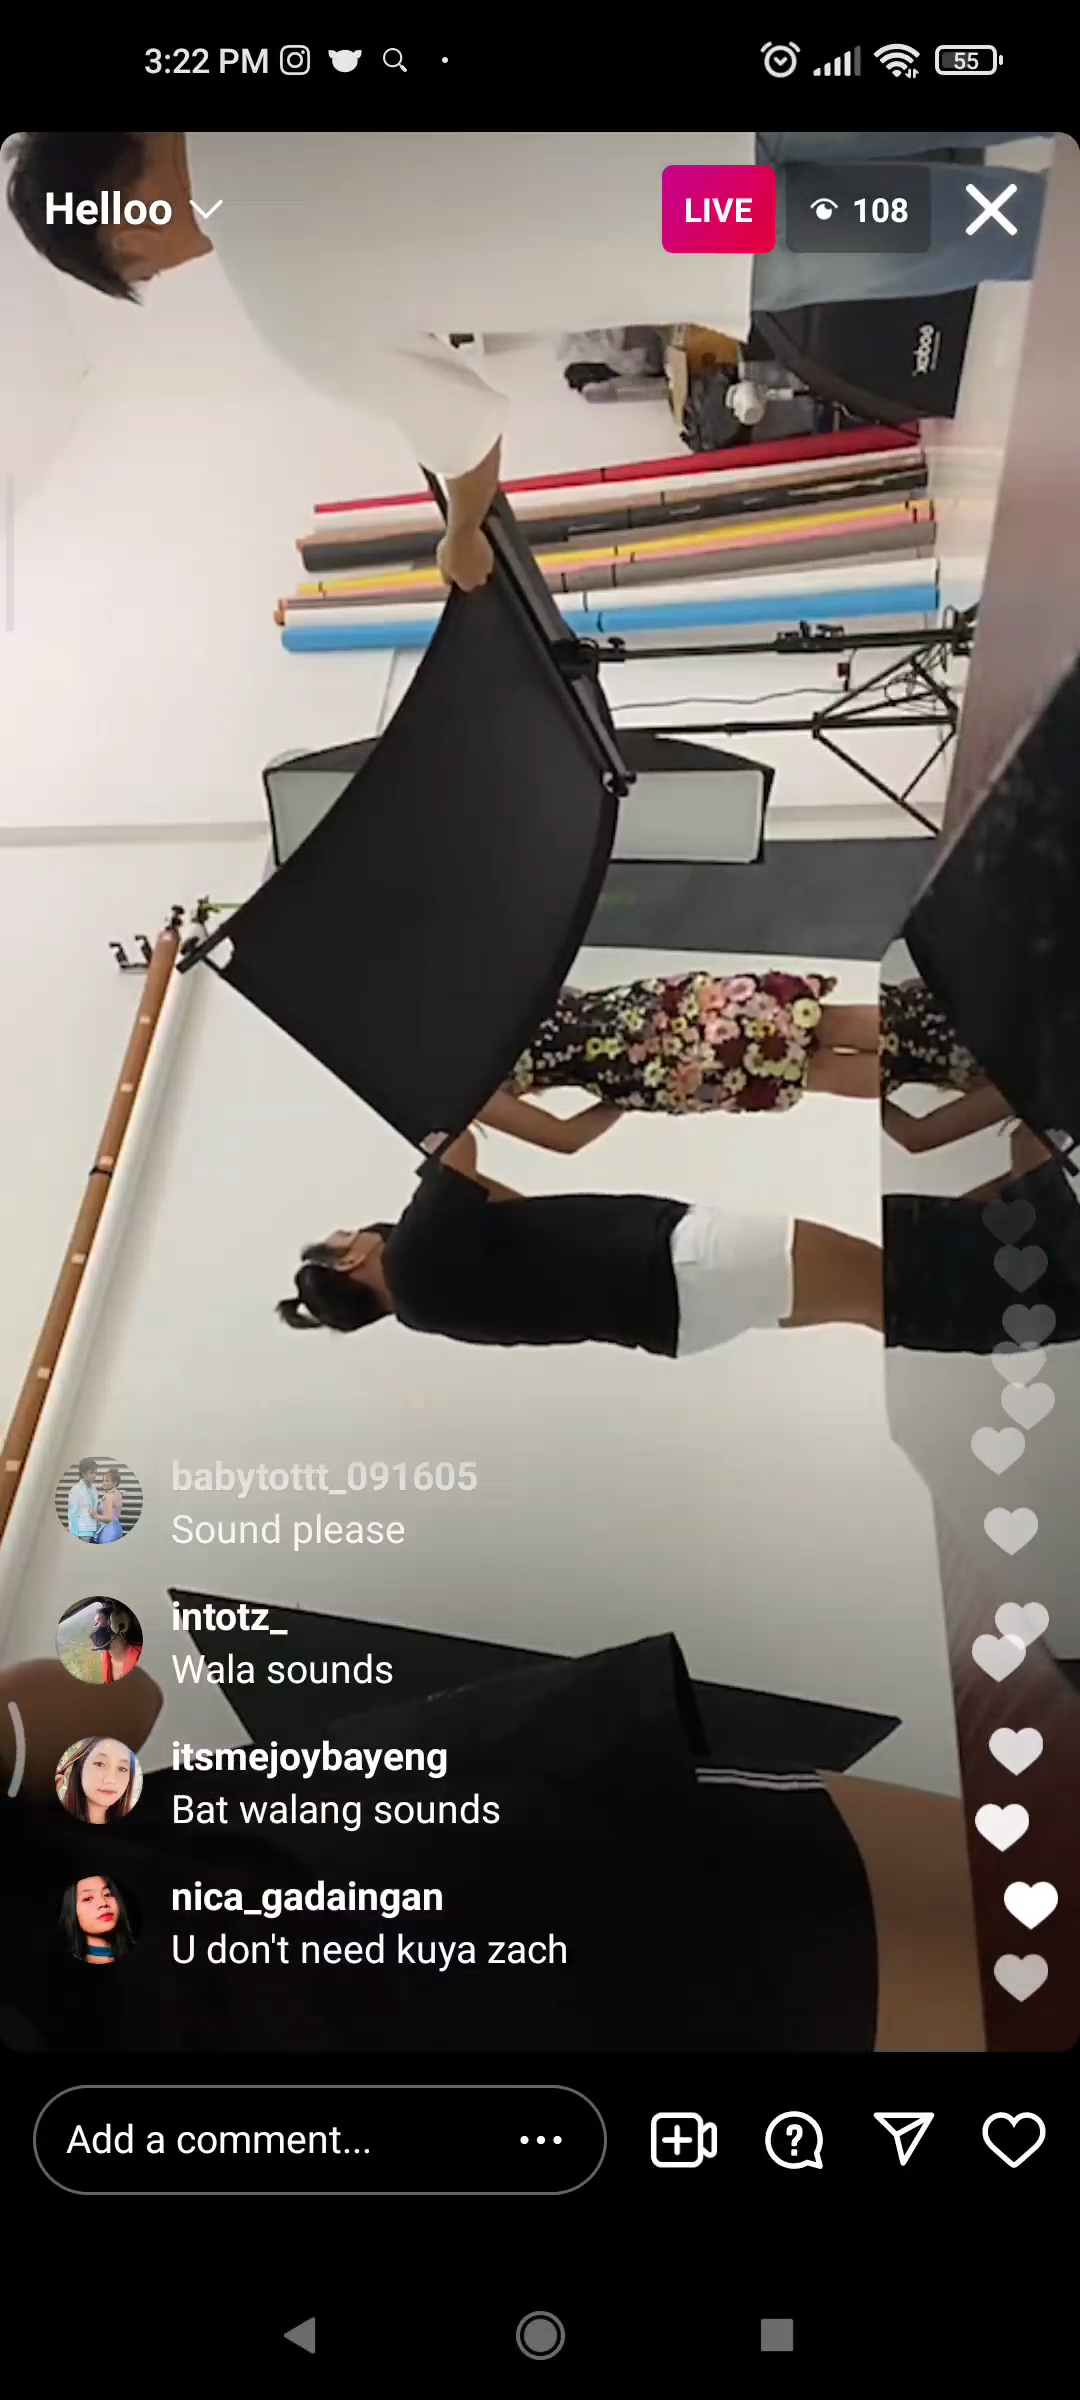 3:22 PM
55
Helloo
LIVE
108
godox
babytottt_091605
Sound please
intotz_
Wala sounds
itsmejoybayeng
Bat walang sounds
nica_gadaingan
U don't need kuya zach
Add a comment...